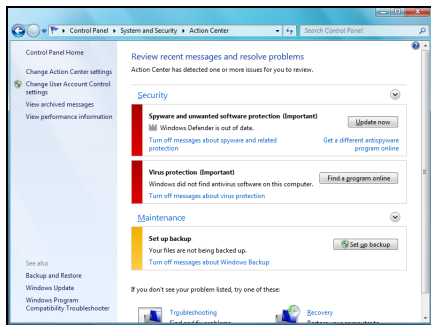 Control Panel ▸ System and Security ▸ Action Center
Search Control Panel
Control Panel Home
Change Action Center settings
Change User Account Control
settings
View archived messages
View performance information
See also
Backup and Restore
Windows Update
Windows Program
Compatibility Troubleshooter
Review recent messages and resolve problems
Action Center has detected one or more issues for you to review.
Security
Spyware and unwanted software protection (Important)
Windows Defender is out of date.
Update now
Turn off messages about spyware and related
protection
Get a different antispyware
program online
Virus protection (Important)
Windows did not find antivirus software on this computer.
Find a program online
Turn off messages about virus protection
Maintenance
Set up backup
Your files are not being backed up.
Set up backup
Turn off messages about Windows Backup
If you don't see your problem listed, try one of these:
Troubleshooting
Recovery